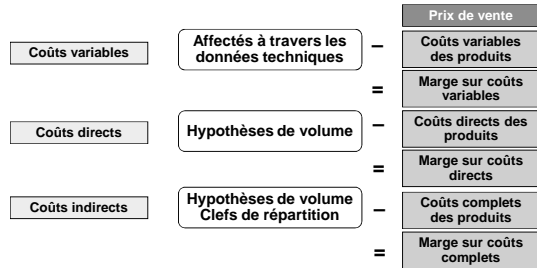 Prix de vente
Coûts variables
Affectés à travers les
données techniques
–
Coûts variables
des produits
=
Marge sur coûts
variables
Coûts directs
Hypothèses de volume
–
Coûts directs des
produits
=
Marge sur coûts
directs
Coûts indirects
Hypothèses de volume
Clefs de répartition
–
Coûts complets
des produits
=
Marge sur coûts
complets